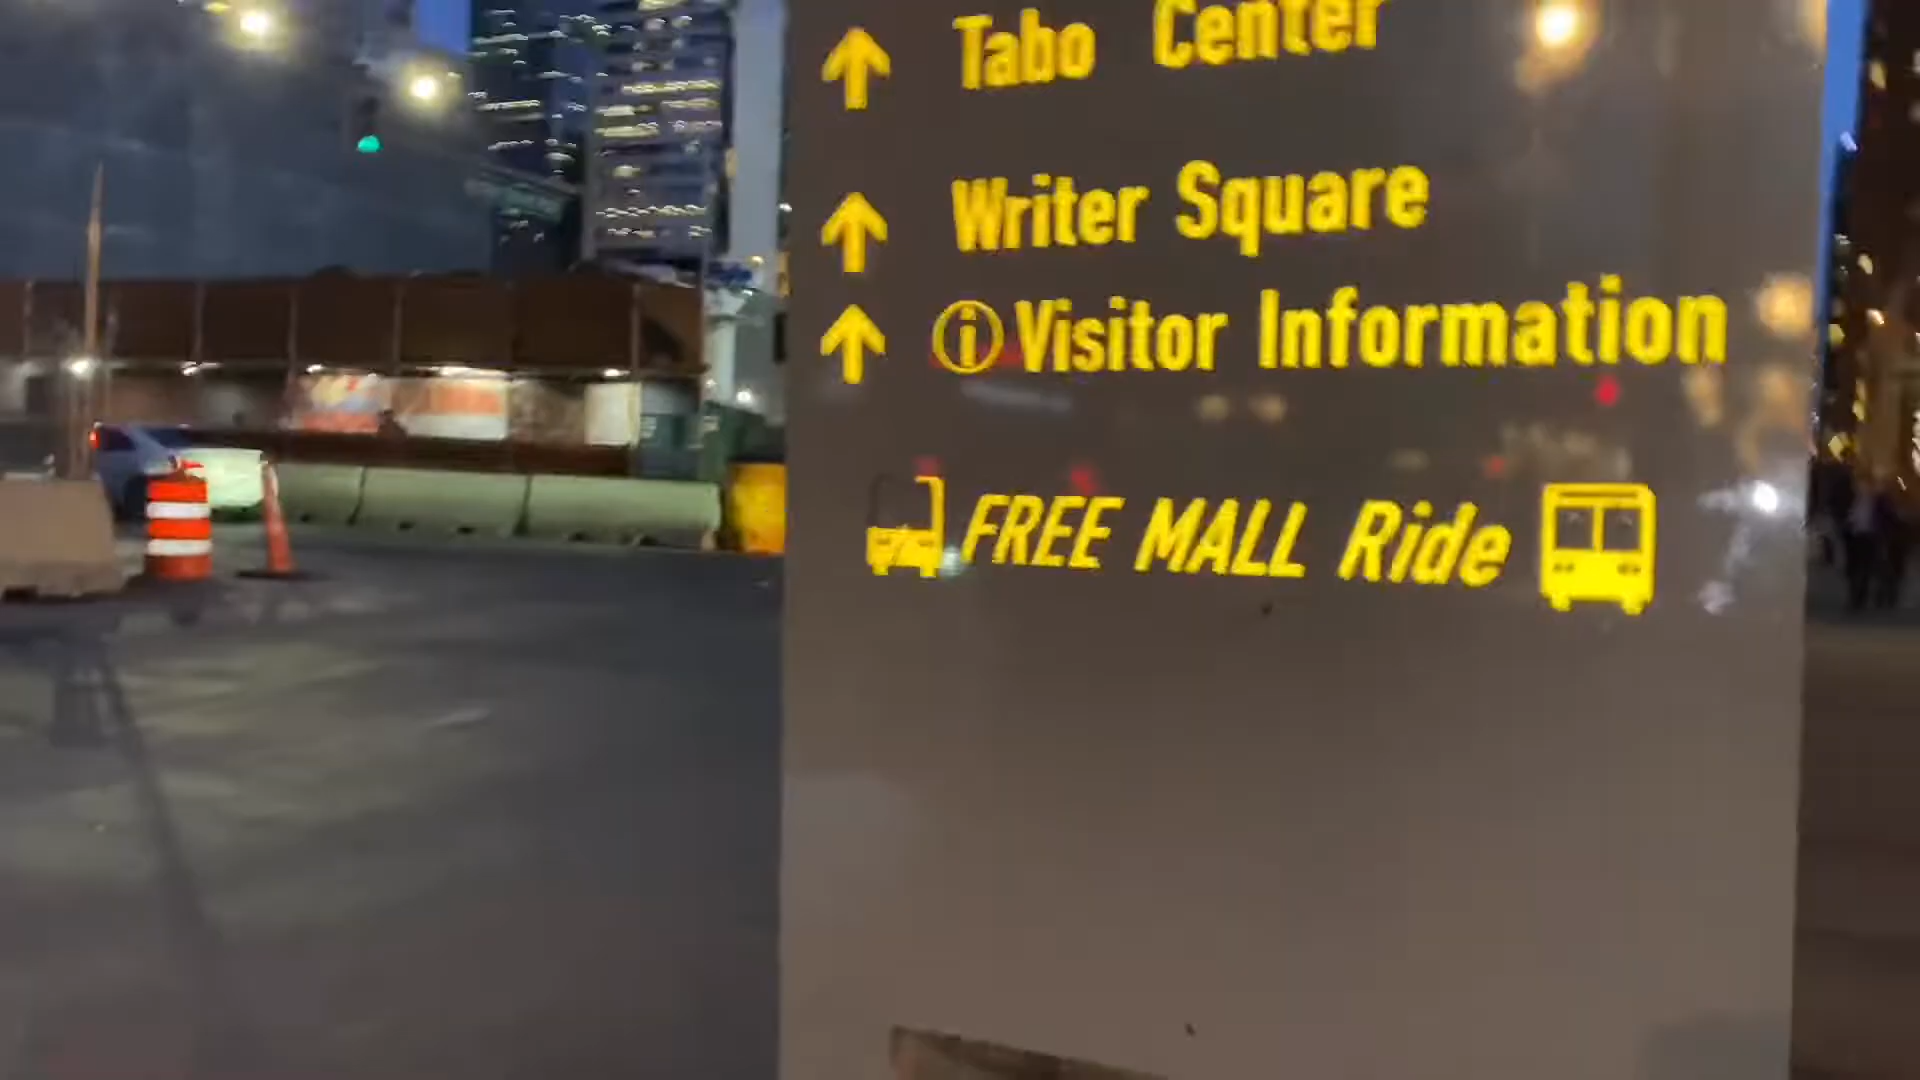 Tabo Center
Writer Square
Visitor Information
FREE MALL Ride